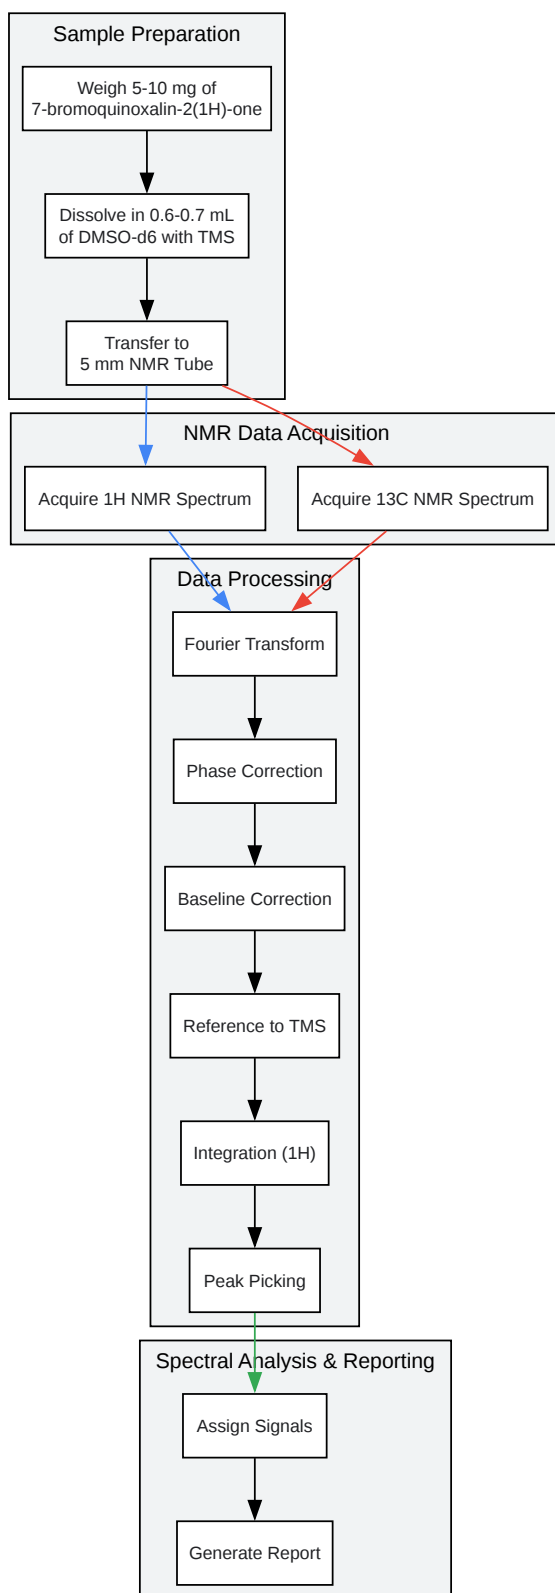 Sample Preparation
Weigh 5-10 mg of
7-bromoquinoxalin-2(1H)-one
Dissolve in 0.6-0.7 mL
of DMSO-d6 with TMS
Transfer to
5 mm NMR Tube
NMR Data Acquisition
Acquire 1H NMR Spectrum
Acquire 13C NMR Spectrum
Data Processing
Fourier Transform
Phase Correction
Baseline Correction
Reference to TMS
Integration (1H)
Peak Picking
Spectral Analysis & Reporting
Assign Signals
Generate Report